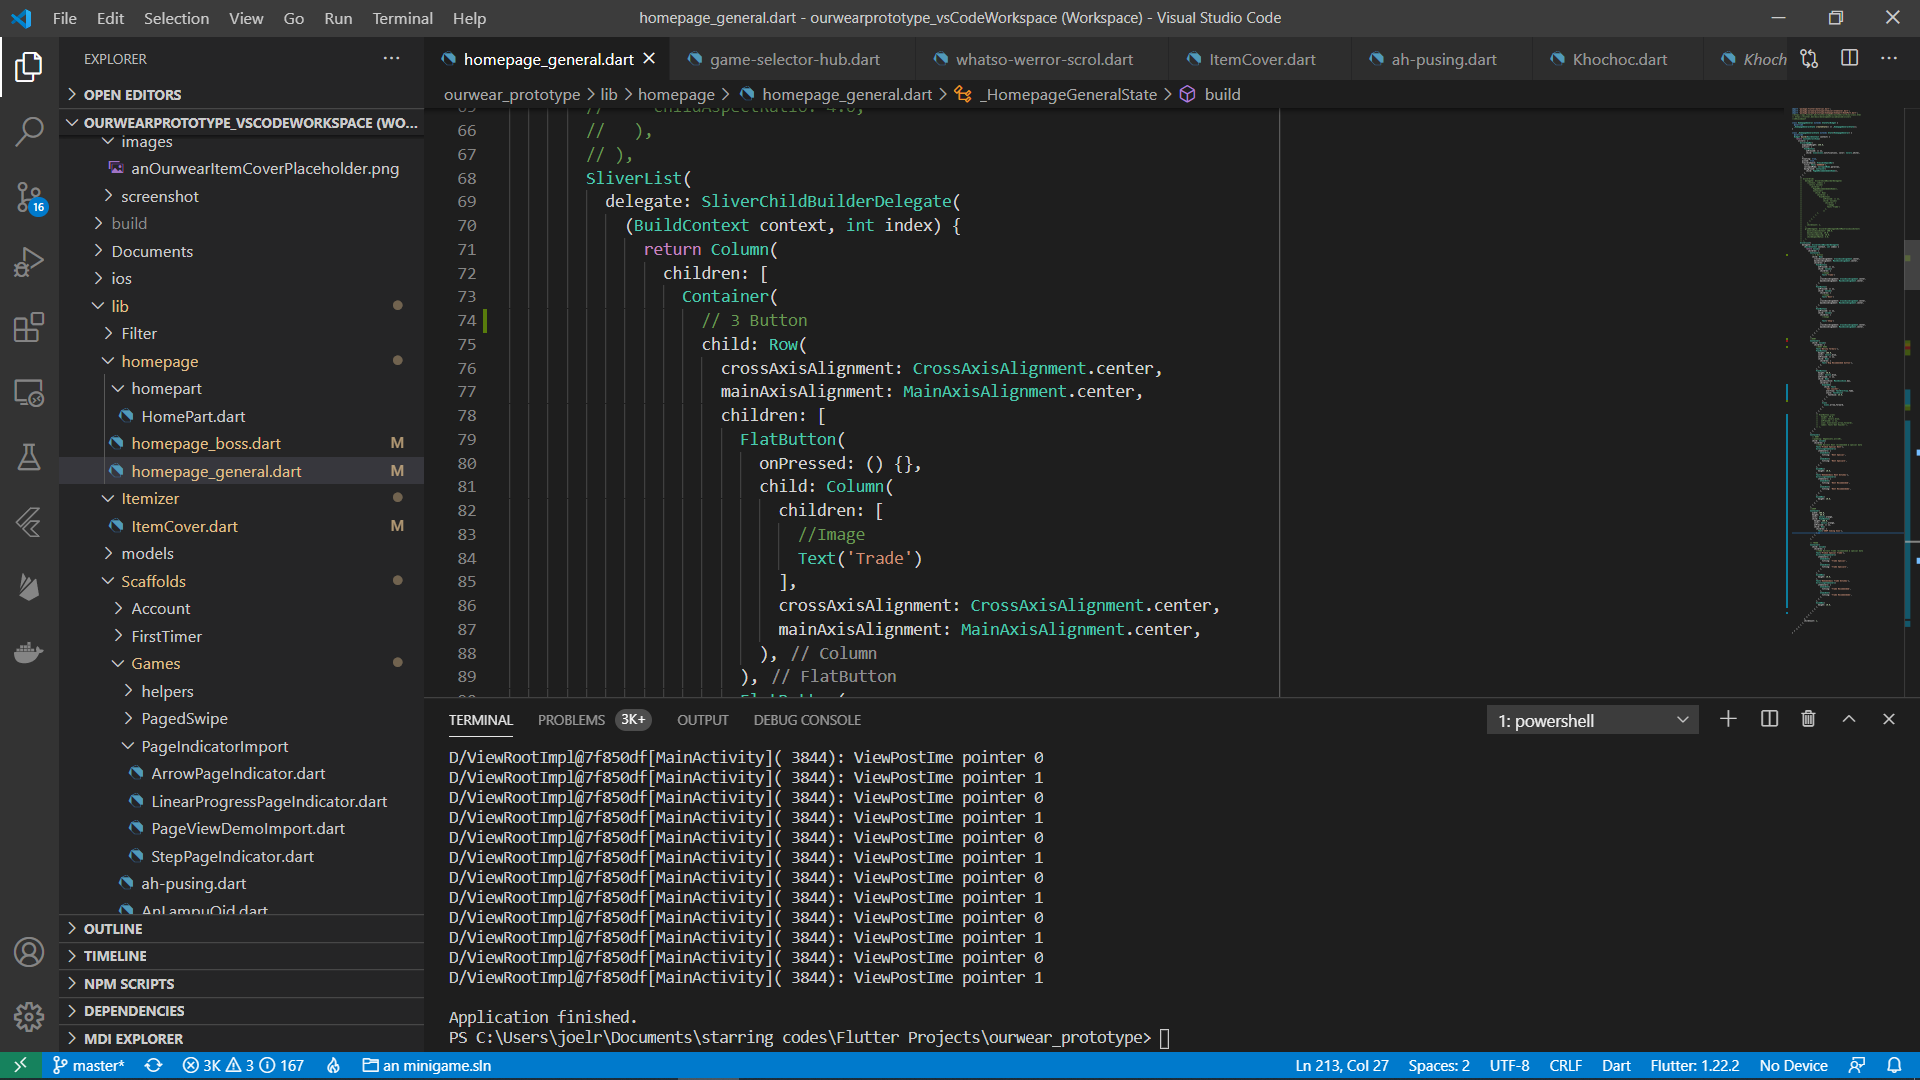 File Edit Selection View Go Run Terminal Help
homepage_general.dart - ourwearprototype_vsCodeWorkspace (Workspace) - Visual Studio Code
EXPLORER
OPEN EDITORS
OURWEARPROTOTYPE_VSCODEWORKSPACE (WO...
images
anOurwearItemCoverPlaceholder.png
screenshot
build
Documents
ios
lib
Filter
homepage
homepart
HomePart.dart
homepage_boss.dart M
homepage_general.dart M
Itemizer
ItemCover.dart M
models
Scaffolds
Account
FirstTimer
Games
helpers
PagedSwipe
PageIndicatorImport
ArrowPageIndicator.dart
LinearProgressPageIndicator.dart
PageViewDemoImport.dart
StepPageIndicator.dart
ah-pusing.dart
AnLampuOid.dart
OUTLINE
TIMELINE
NPM SCRIPTS
DEPENDENCIES
MDI EXPLORER
16
homepage_general.dart game-selector-hub.dart whatso-werror-scrol.dart ItemCover.dart ah-pusing.dart Khochoc.dart Khoch
ourwear_prototype > lib > homepage > homepage_general.dart > _HomepageGeneralState > build
65 // childAspectRatio: 4.0,
66 // ),
67 // ),
68 SliverList(
69 delegate: SliverChildBuilderDelegate(
70 (BuildContext context, int index) {
71 return Column(
72 children: [
73 Container(
74 // 3 Button
75 child: Row(
76 crossAxisAlignment: CrossAxisAlignment.center,
77 mainAxisAlignment: MainAxisAlignment.center,
78 children: [
79 FlatButton(
80 onPressed: () {},
81 child: Column(
82 children: [
83 //Image
84 Text('Trade')
85 ],
86 crossAxisAlignment: CrossAxisAlignment.center,
87 mainAxisAlignment: MainAxisAlignment.center,
88 ), // Column
89 ), // FlatButton
90 FlatButton(
TERMINAL PROBLEMS 3K+ OUTPUT DEBUG CONSOLE 1: powershell
D/ViewRootImpl@7f850df[MainActivity]( 3844): ViewPostIme pointer 0
D/ViewRootImpl@7f850df[MainActivity]( 3844): ViewPostIme pointer 1
D/ViewRootImpl@7f850df[MainActivity]( 3844): ViewPostIme pointer 0
D/ViewRootImpl@7f850df[MainActivity]( 3844): ViewPostIme pointer 1
D/ViewRootImpl@7f850df[MainActivity]( 3844): ViewPostIme pointer 0
D/ViewRootImpl@7f850df[MainActivity]( 3844): ViewPostIme pointer 1
D/ViewRootImpl@7f850df[MainActivity]( 3844): ViewPostIme pointer 0
D/ViewRootImpl@7f850df[MainActivity]( 3844): ViewPostIme pointer 1
D/ViewRootImpl@7f850df[MainActivity]( 3844): ViewPostIme pointer 0
D/ViewRootImpl@7f850df[MainActivity]( 3844): ViewPostIme pointer 1
D/ViewRootImpl@7f850df[MainActivity]( 3844): ViewPostIme pointer 0
D/ViewRootImpl@7f850df[MainActivity]( 3844): ViewPostIme pointer 1
Application finished.
PS C:\Users\joelr\Documents\starring codes\Flutter Projects\ourwear_prototype>
master* 3K 3 167 an minigame.sln Ln 213, Col 27 Spaces: 2 UTF-8 CRLF Dart Flutter: 1.22.2 No Device